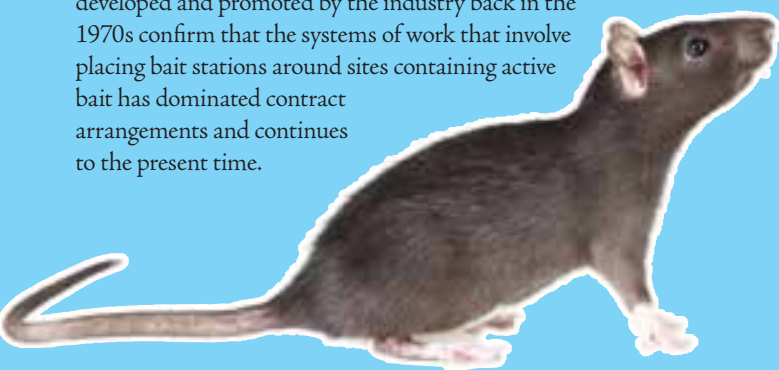 developed and promoted by the industry back in the
1970s confirm that the systems of work that involve
placing bait stations around sites containing active
bait has dominated contract
arrangements and continues
to the present time.